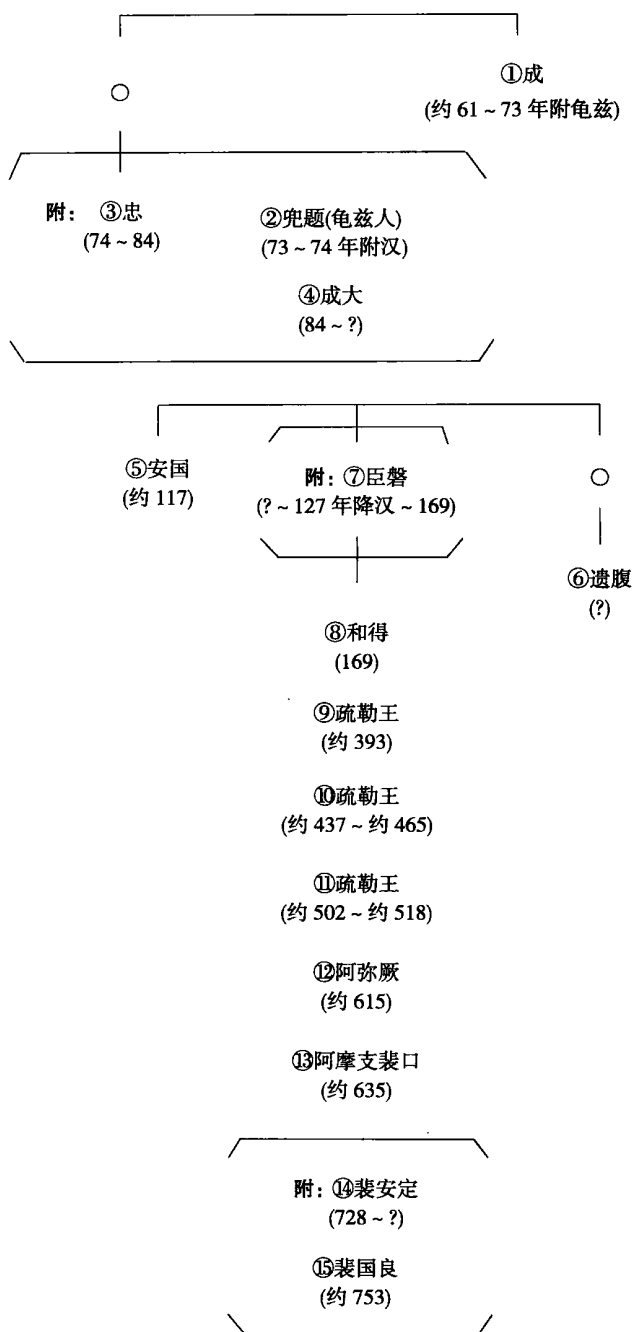 ①成
(约 61 ~ 73 年附龟兹)
附： ③忠
(74 ~ 84)
②兜题(龟兹人)
(73 ~ 74 年附汉)
④成大
(84 ~ ?)
⑤安国
(约 117)
附：⑦臣磐
(? ~ 127 年降汉 ~ 169)
⑥遗腹
(?)
⑧和得
(169)
⑨疏勒王
(约 393)
⑩疏勒王
(约 437 ~ 约 465)
⑪疏勒王
(约 502 ~ 约 518)
⑫阿弥厥
(约 615)
⑬阿摩支裴口
(约 635)
附：⑭裴安定
(728 ~ ?)
⑮裴国良
(约 753)